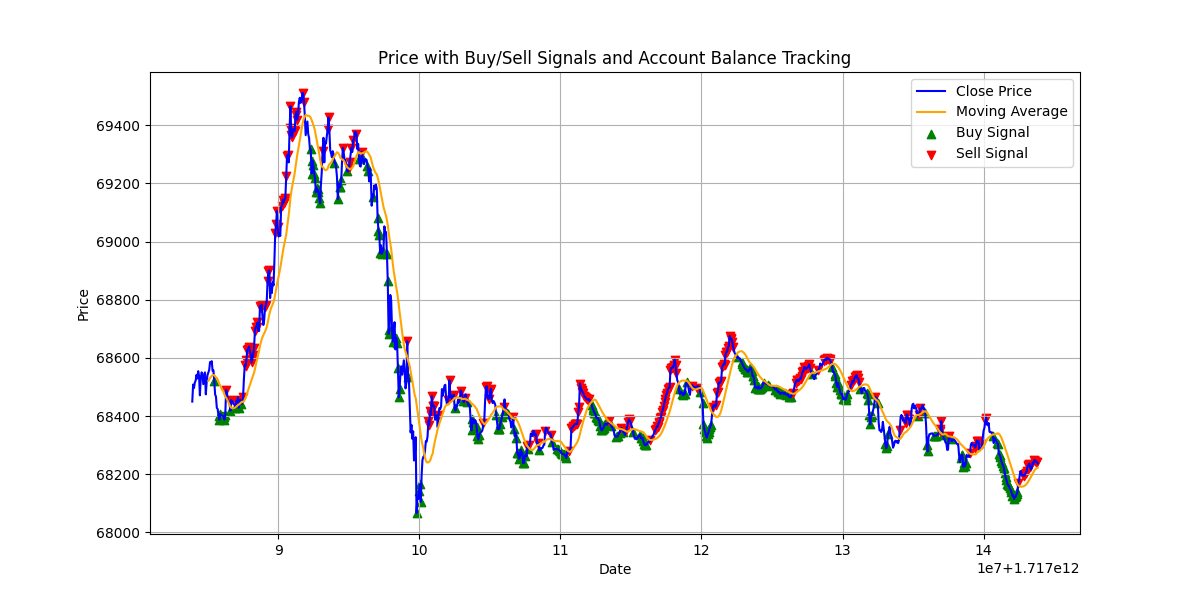 Price with Buy/Sell Signals and Account Balance Tracking
Close Price
Moving Average
Buy Signal
Sell Signal
Price
69400
69200
69000
68800
68600
68400
68200
68000
9 10 11 12 13 14
Date
1e7+1.717e12